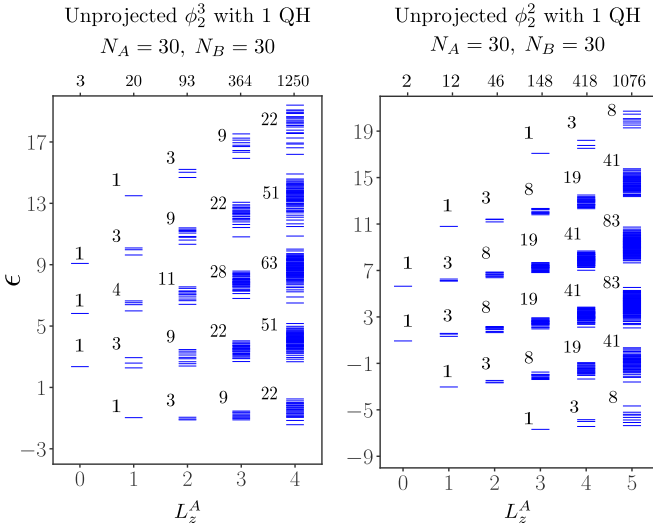 Unprojected ϕ₂³ with 1 QH
N_A = 30, N_B = 30
3 20 93 364 1250
17
13
9
5
1
−3
ϵ
1 1 1
1 3 4 3 1
3 9 11 9 3
9 22 28 22 9
22 51 63 51 22
0 1 2 3 4
L_z^A
Unprojected ϕ₂² with 1 QH
N_A = 30, N_B = 30
2 12 46 148 418 1076
19
15
11
7
3
−1
−5
−9
1 1
1 3 3 1
3 8 8 3
1 8 19 19 8 1
3 19 41 41 19 3
8 41 83 83 41 8
0 1 2 3 4 5
L_z^A